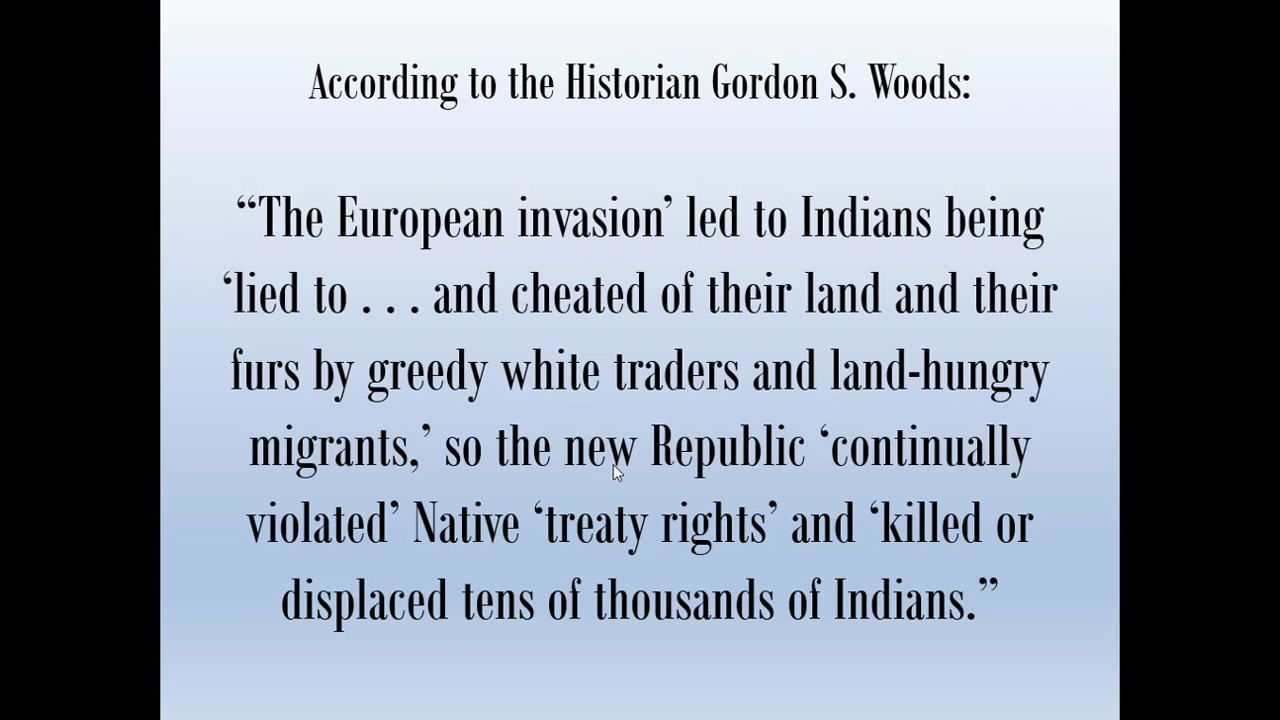 According to the Historian Gordon S. Woods:
“The European invasion’ led to Indians being
‘lied to . . . and cheated of their land and their
furs by greedy white traders and land-hungry
migrants,’ so the new Republic ‘continually
violated’ Native ‘treaty rights’ and ‘killed or
displaced tens of thousands of Indians.”